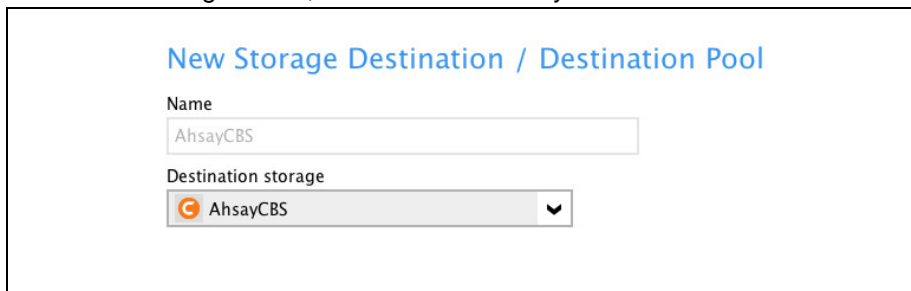 New Storage Destination / Destination Pool
Name
AhsayCBS
Destination storage
AhsayCBS